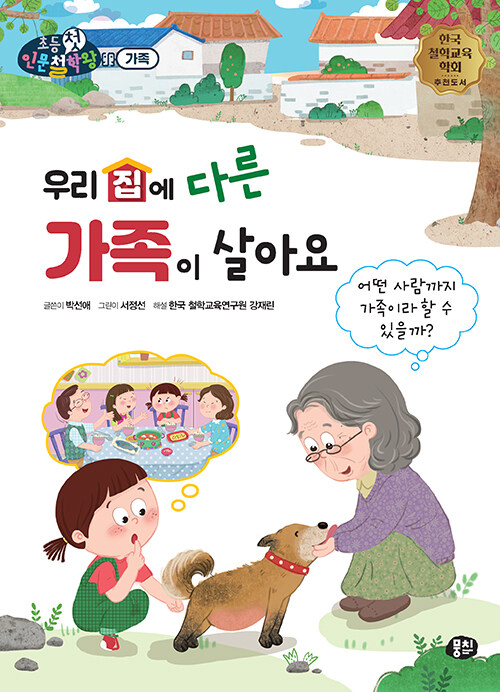 초등 첫
인문철학왕
가족
한국
철학교육
학회
추천도서
우리 집에 다른
가족이 살아요
글쓴이 박선애 그린이 서정선 해설 한국 철학교육연구원 강재린
어떤 사람까지
가족이라 할 수
있을까?
뭉치